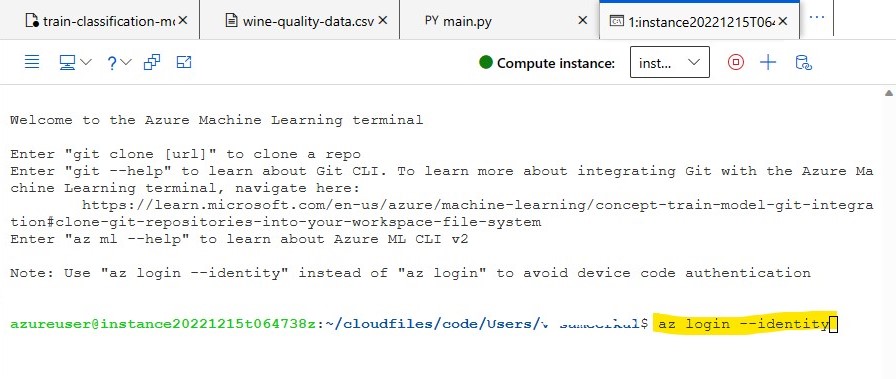 train-classification-mo
wine-quality-data.csv
PY main.py
1:instance20221215T064
Compute instance: inst...
Welcome to the Azure Machine Learning terminal
Enter "git clone [url]" to clone a repo
Enter "git --help" to learn about Git CLI. To learn more about integrating Git with the Azure Ma
chine Learning terminal, navigate here:
https://learn.microsoft.com/en-us/azure/machine-learning/concept-train-model-git-integra
tion#clone-git-repositories-into-your-workspace-file-system
Enter "az ml --help" to learn about Azure ML CLI v2
Note: Use "az login --identity" instead of "az login" to avoid device code authentication
azureuser@instance20221215t064738z:~/cloudfiles/code/Users/ $ az login --identity